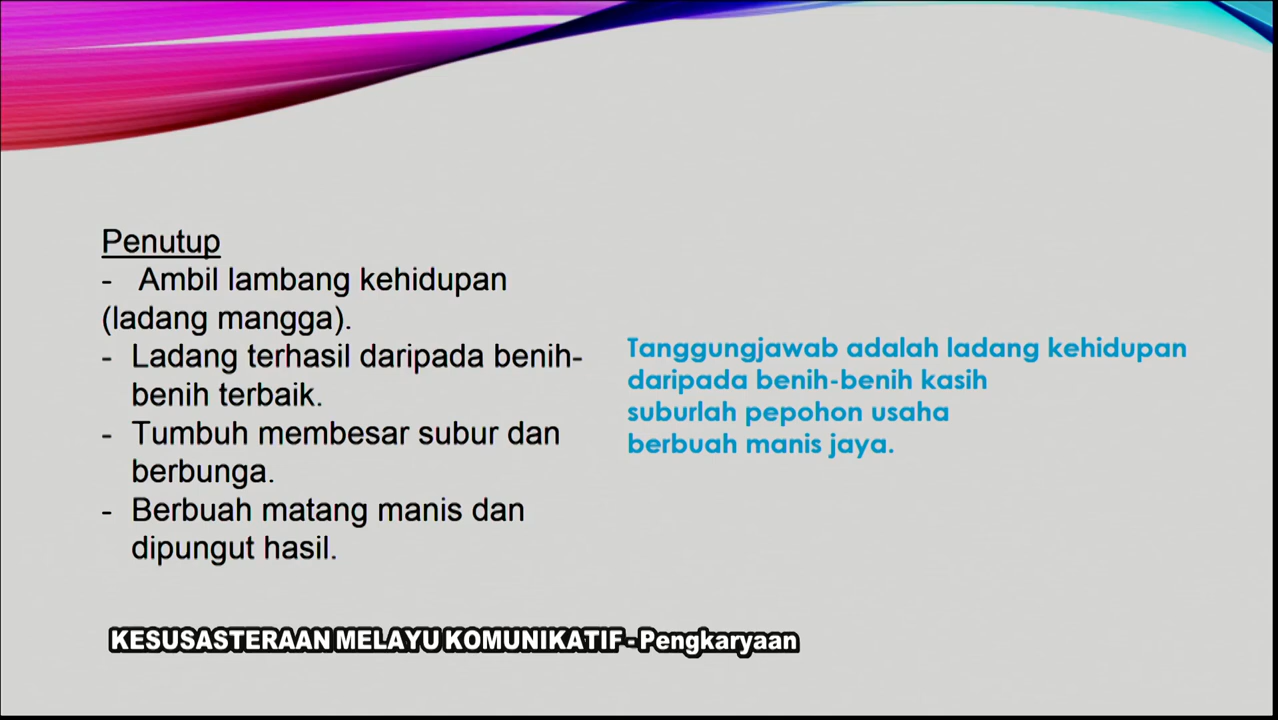 Penutup
- Ambil lambang kehidupan
(ladang mangga).
- Ladang terhasil daripada benih-
benih terbaik.
- Tumbuh membesar subur dan
berbunga.
- Berbuah matang manis dan
dipungut hasil.
Tanggungjawab adalah ladang kehidupan
daripada benih-benih kasih
suburlah pepohon usaha
berbuah manis jaya.
KESUSASTERAAN MELAYU KOMUNIKATIF - Pengkaryaan